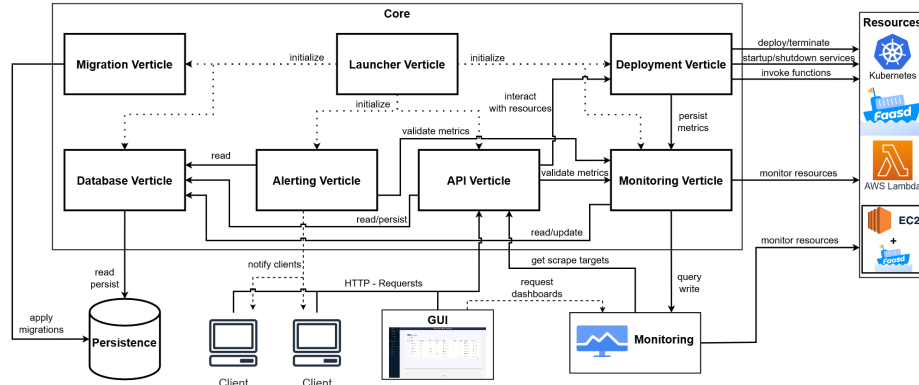 Core
Resources
Migration Verticle
initialize
Launcher Verticle
initialize
Deployment Verticle
deploy/terminate
startup/shutdown services
invoke functions
Kubernetes
initialize
interact
with resources
persist
metrics
Faasd
validate metrics
read
Database Verticle
Alerting Verticle
API Verticle
validate metrics
Monitoring Verticle
monitor resources
AWS Lambda
read/persist
read/update
EC2
+
Faasd
monitor resources
read
persist
notify clients
get scrape targets
query
write
HTTP - Requersts
request
dashboards
apply
migrations
Persistence
GUI
Monitoring
Client
Client